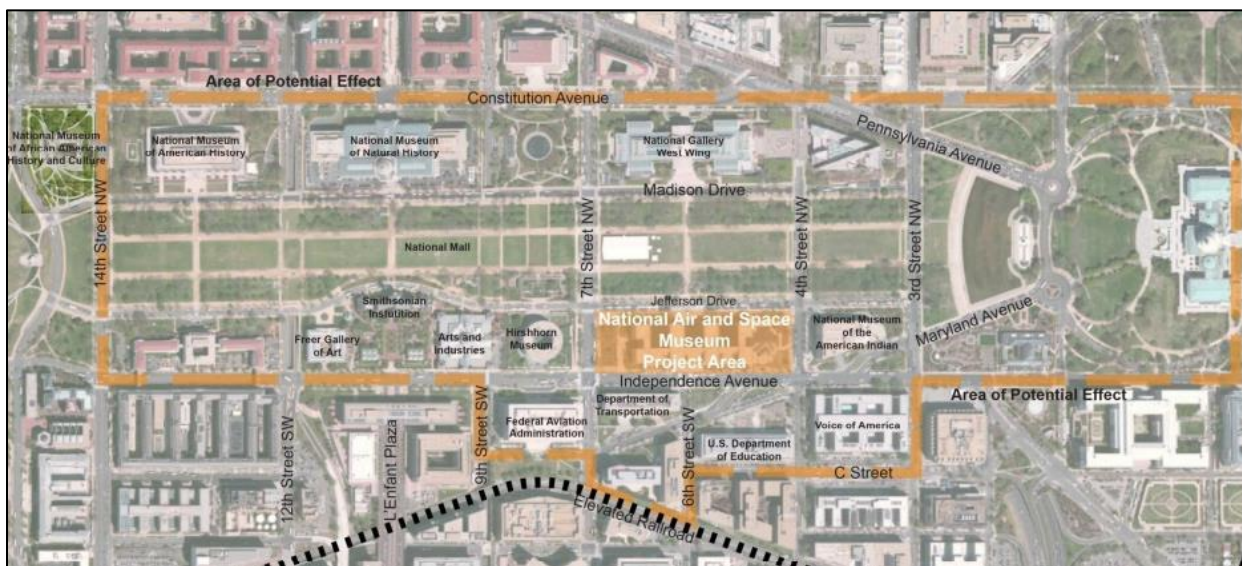 Area of Potential Effect
Constitution Avenue
National Museum
of African American
History and Culture
National Museum
of American History
National Museum
of Natural History
National Gallery
West Wing
Pennsylvania Avenue
Madison Drive
14th Street NW
7th Street NW
4th Street NW
3rd Street NW
National Mall
Jefferson Drive
Smithsonian
Instiution
Freer Gallery
of Art
Arts and
Industries
Hirshhorn
Museum
National Air and Space
Museum
Project Area
National Museum
of the
American Indian
Maryland Avenue
Independence Avenue
Area of Potential Effect
Department of
Transportation
Federal Aviation
Administration
U.S. Department
of Education
Voice of America
12th Street SW
L'Enfant Plaza
9th Street SW
6th Street SW
C Street
Elevated Railroad